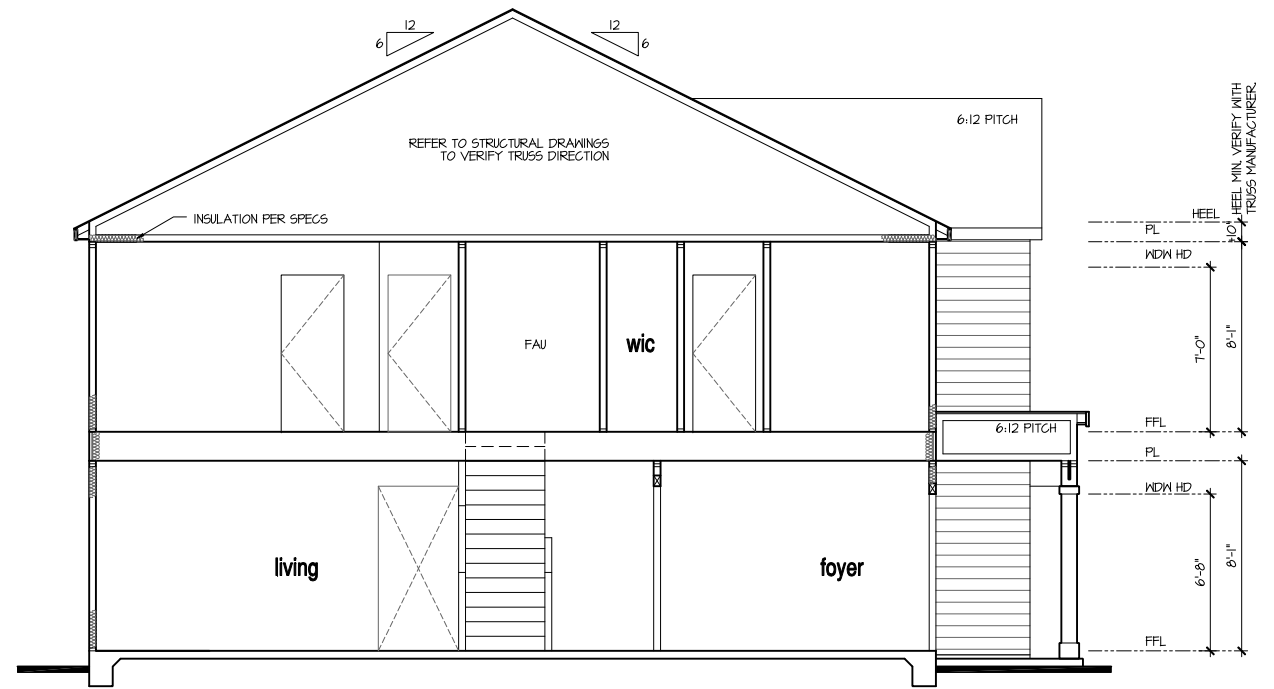 12
6
12
6
6:12 PITCH
REFER TO STRUCTURAL DRAWINGS
TO VERIFY TRUSS DIRECTION
HEEL MIN. VERIFY WITH
TRUSS MANUFACTURER.
INSULATION PER SPECS
HEEL
10"
PL
WDW HD
FAU
wic
7'-0"
8'-1"
FFL
6:12 PITCH
PL
WDW HD
living
foyer
6'-8"
8'-1"
FFL